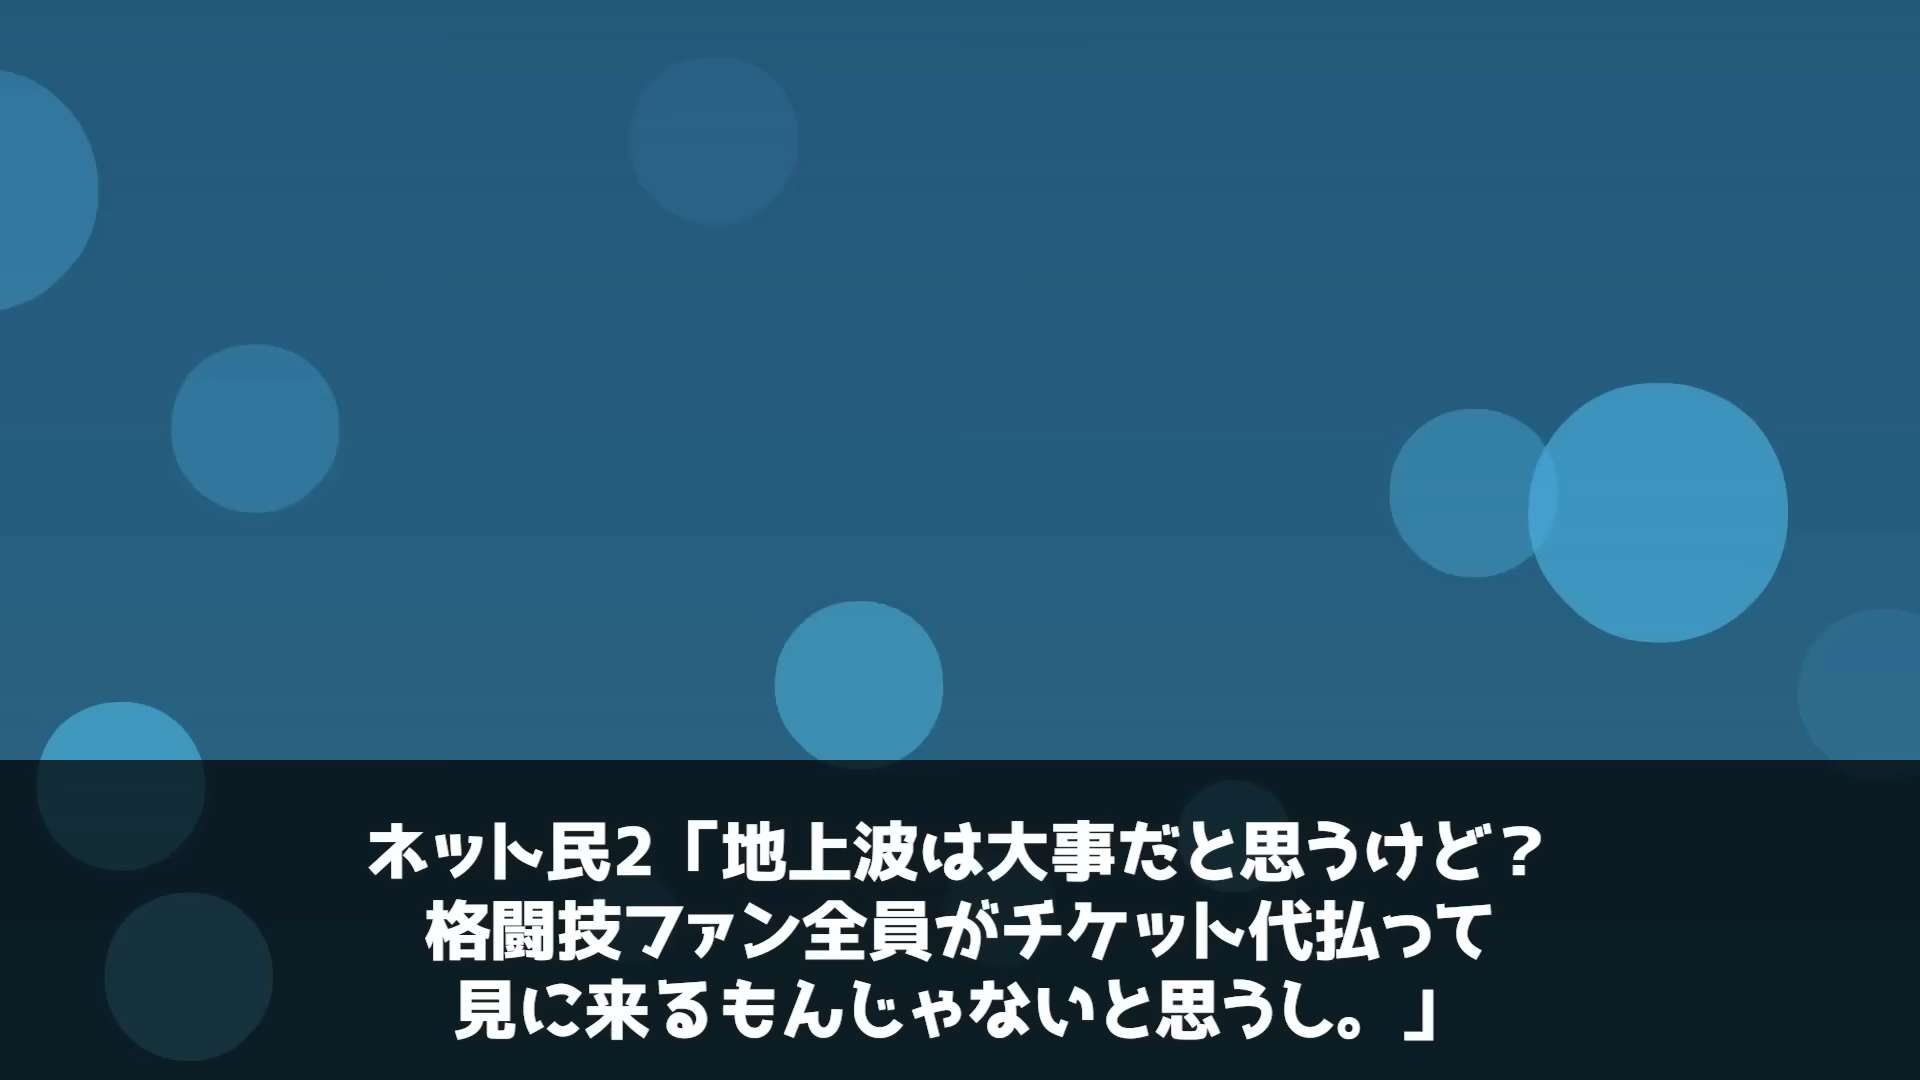 ネット民2「地上波は大事だと思うけど？
格闘技ファン全員がチケット代払って
見に来るもんじゃないと思うし。」